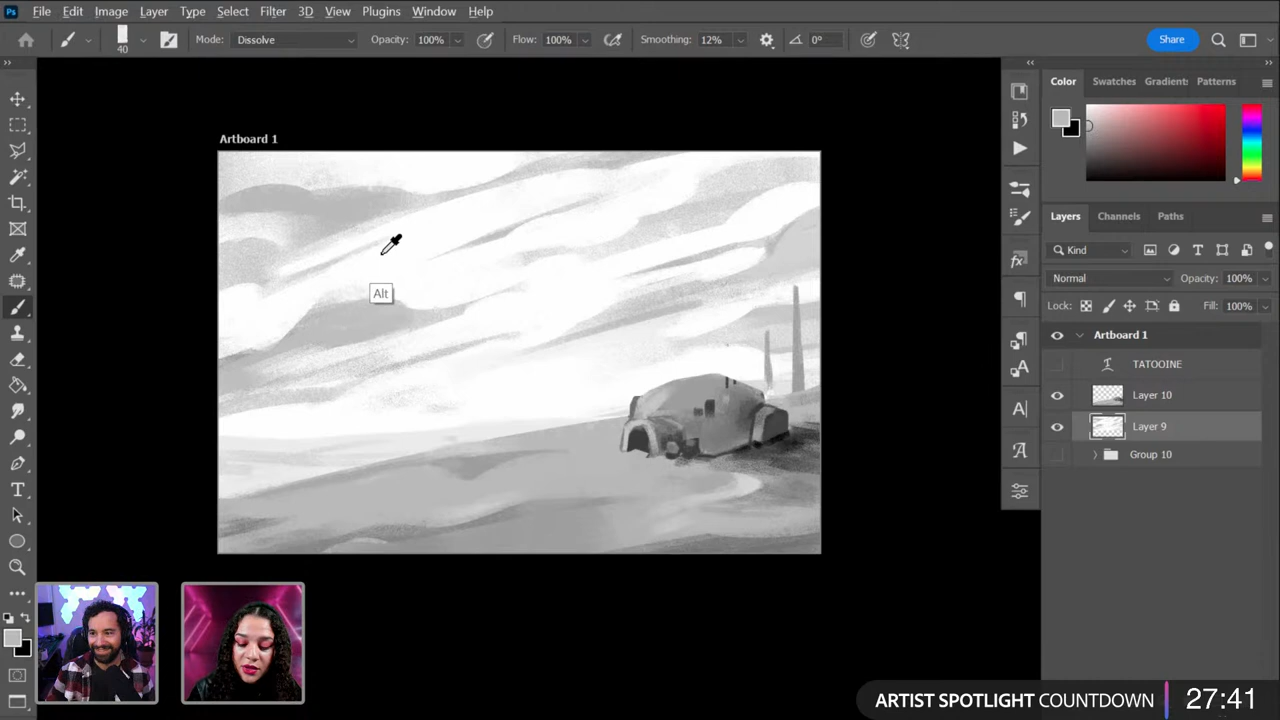 Ps File Edit Image Layer Type Select Filter 3D View Plugins Window Help
40 Mode: Dissolve Opacity: 100% Flow: 100% Smoothing: 12% 0° Share
Artboard 1
Alt
Color Swatches Gradient: Patterns
Layers Channels Paths
Kind
Normal Opacity: 100%
Lock: Fill: 100%
Artboard 1
TATOOINE
Layer 10
Layer 9
Group 10
ARTIST SPOTLIGHT COUNTDOWN 27:41